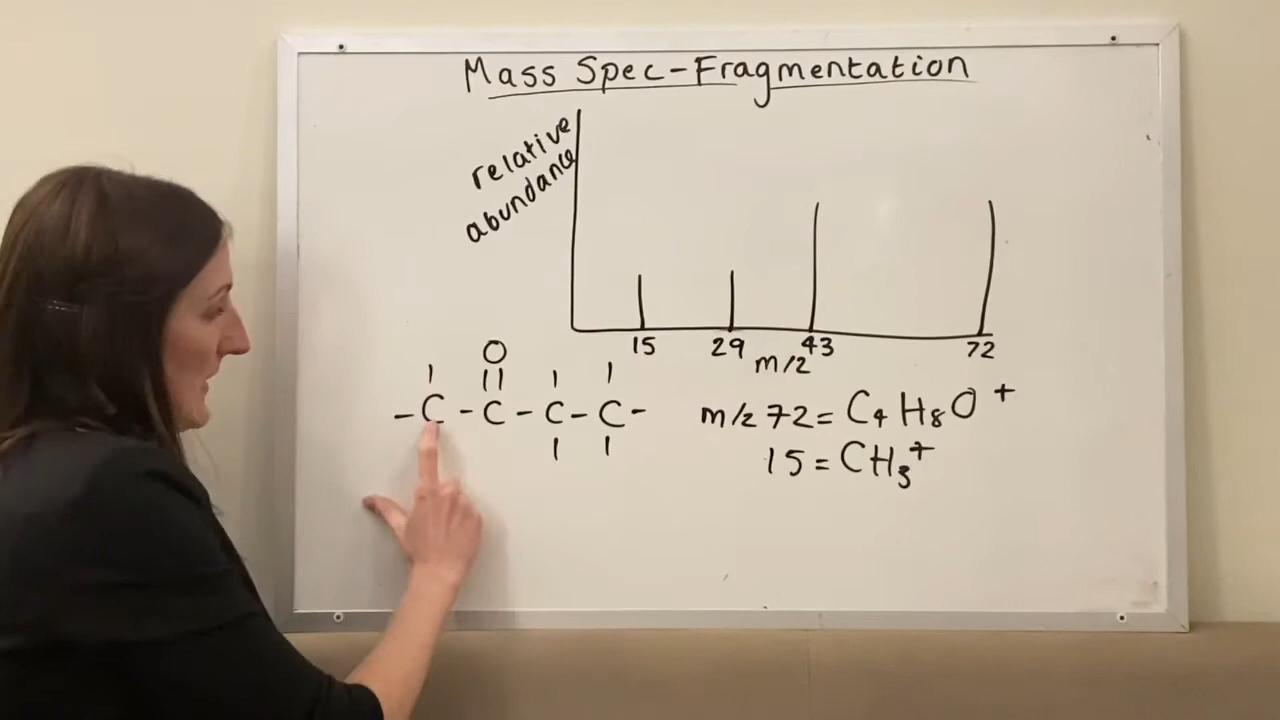 Mass Spec-Fragmentation
relative
abundance
15 29 43 72
m/z
O
||
-C-C-C-C-
m/z 72= C4H8O+
15=CH3+